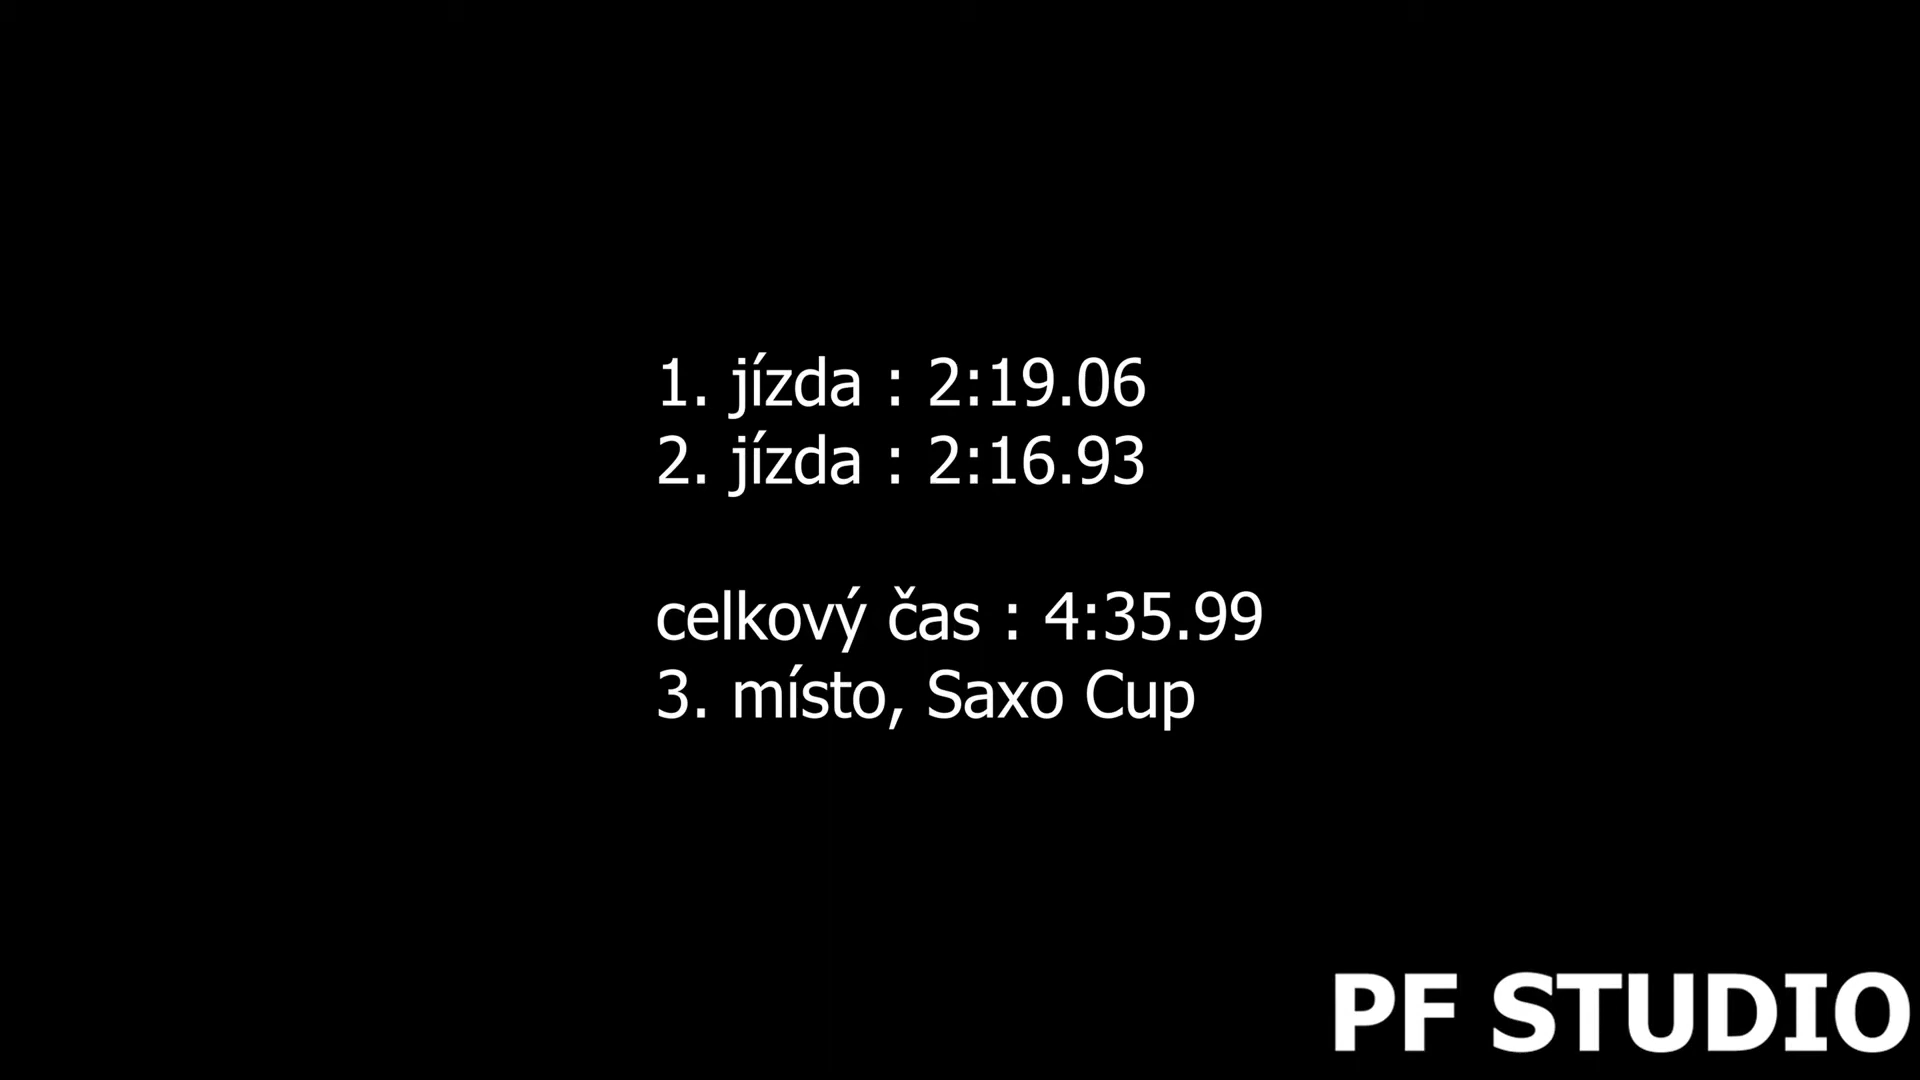 1. jízda : 2:19.06
2. jízda : 2:16.93
celkový čas : 4:35.99
3. místo, Saxo Cup
PF STUDIO